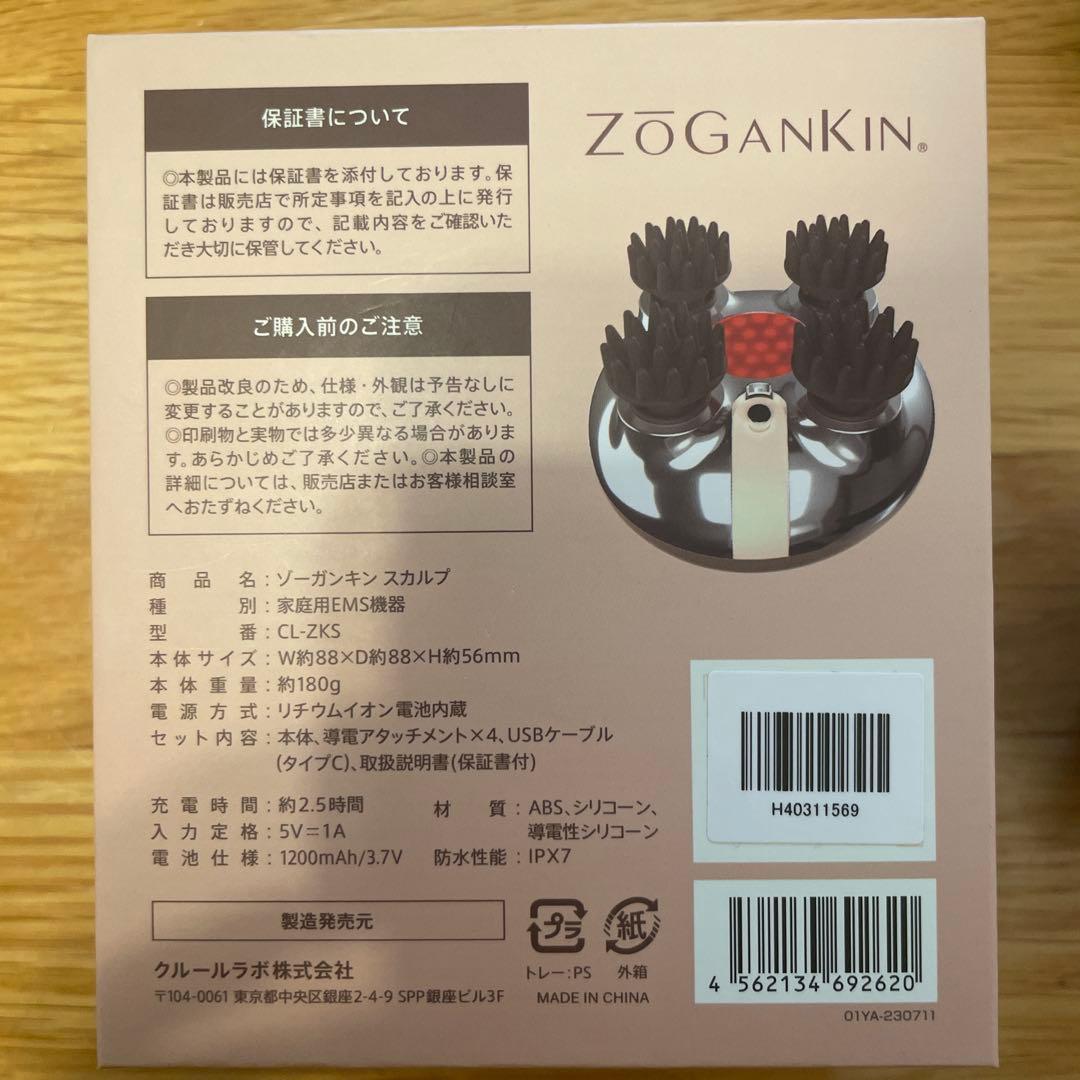 保証書について
◎本製品には保証書を添付しております。保
証書は販売店で所定事項を記入の上に発行
しておりますので、記載内容をご確認いた
だき大切に保管してください。
ご購入前のご注意
◎製品改良のため、仕様・外観は予告なしに
変更することがありますので、ご了承ください。
◎印刷物と実物では多少異なる場合がありま
す。あらかじめご了承ください。◎本製品の
詳細については、販売店またはお客様相談室
へおたずねください。
ZŌGANKIN®
商品名：ゾーガンキン スカルプ
種別：家庭用EMS機器
型番：CL-ZKS
本体サイズ：W約88×D約88×H約56mm
本体重量：約180g
電源方式：リチウムイオン電池内蔵
セット内容：本体、導電アタッチメント×4、USBケーブル
(タイプC)、取扱説明書(保証書付)
充電時間：約2.5時間
入力定格：5V⎓1A
電池仕様：1200mAh/3.7V
材質：ABS、シリコーン、
導電性シリコーン
防水性能：IPX7
製造発売元
クルールラボ株式会社
〒104-0061 東京都中央区銀座2-4-9 SPP銀座ビル3F
プラ
トレー：PS
紙
外箱
MADE IN CHINA
H40311569
4 562134 692620
01YA-230711